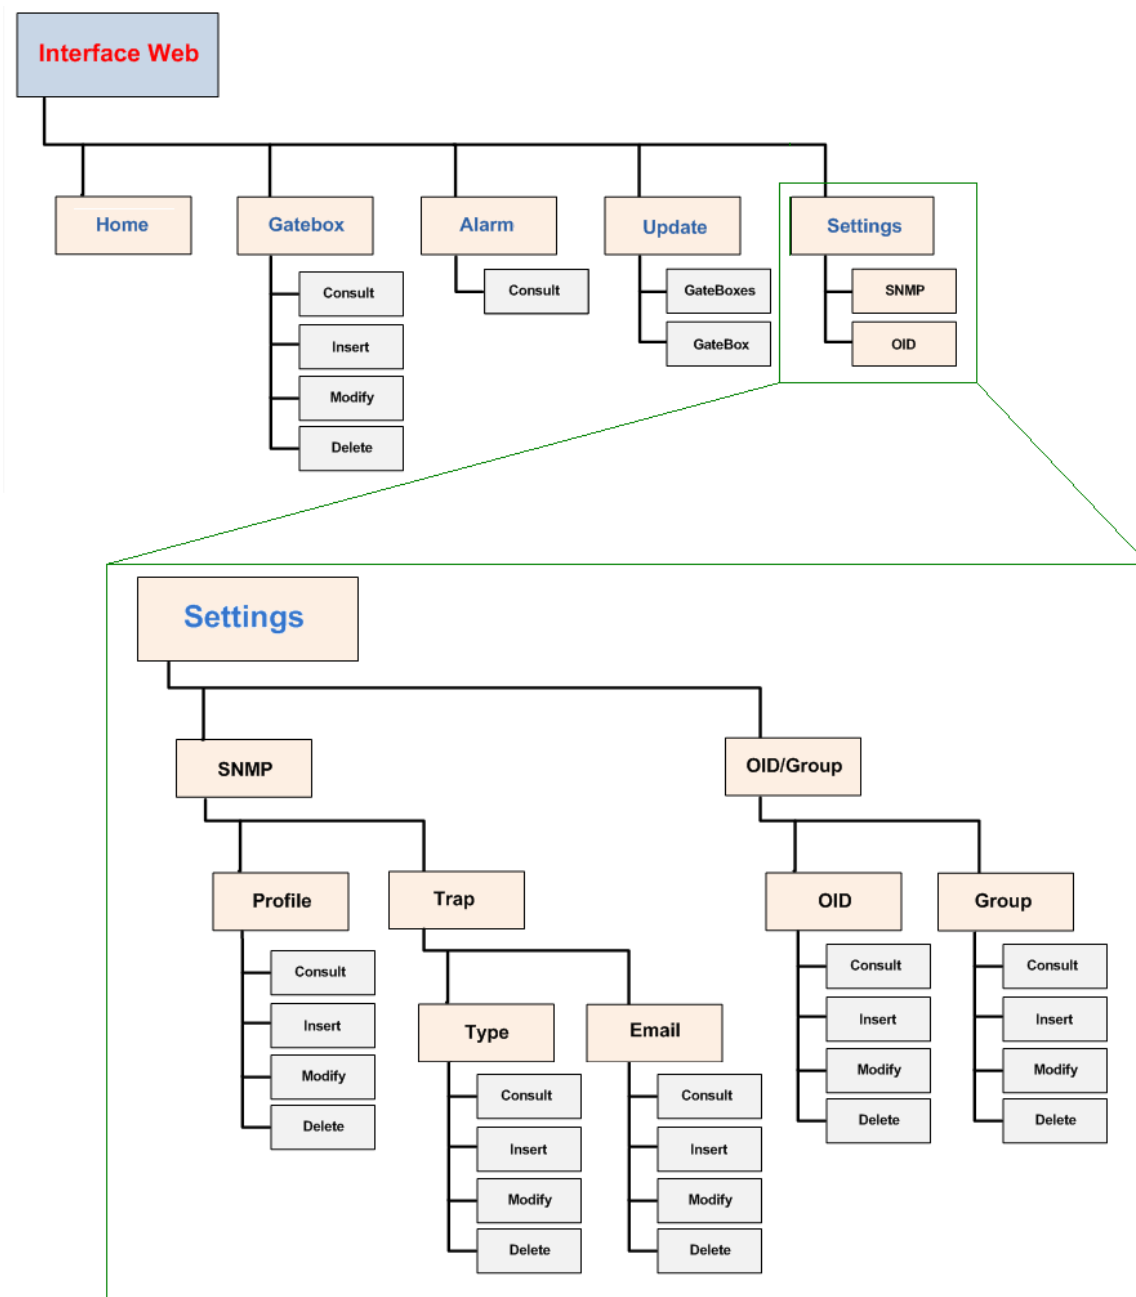 Interface Web
Home
Gatebox
Alarm
Update
Settings
Consult
Consult
GateBoxes
SNMP
Insert
GateBox
OID
Modify
Delete
Settings
SNMP
OID/Group
Profile
Trap
OID
Group
Consult
Consult
Consult
Insert
Insert
Insert
Type
Email
Modify
Modify
Modify
Consult
Consult
Delete
Delete
Delete
Insert
Insert
Modify
Modify
Delete
Delete